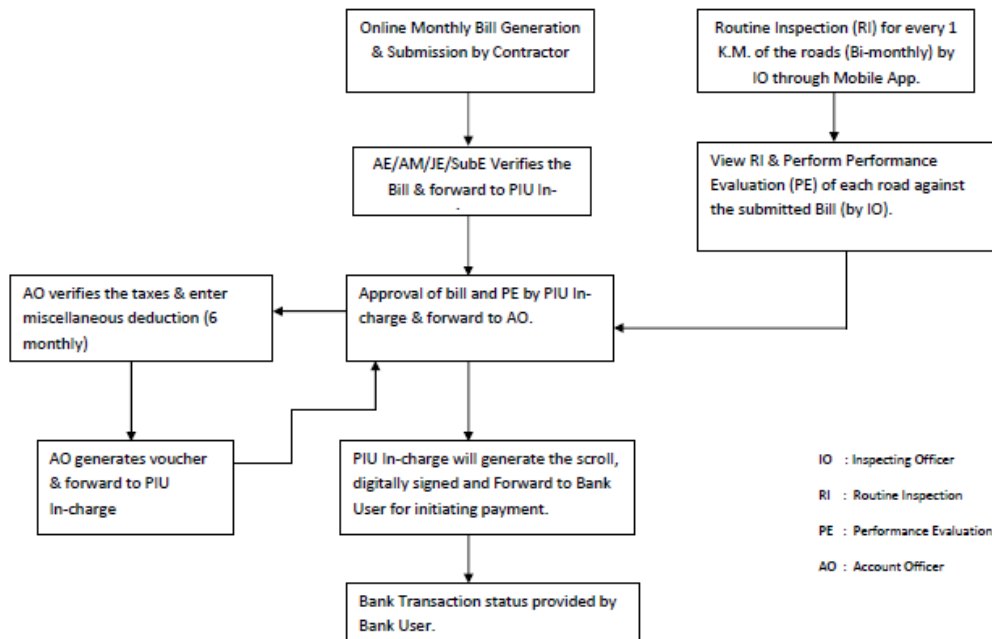 Online Monthly Bill Generation
& Submission by Contractor
Routine Inspection (RI) for every 1
K.M. of the roads (Bi-monthly) by
IO through Mobile App.
AE/AM/JE/SubE Verifies the
Bill & forward to PIU In-
View RI & Perform Performance
Evaluation (PE) of each road against
the submitted Bill (by IO).
AO verifies the taxes & enter
miscellaneous deduction (6
monthly)
Approval of bill and PE by PIU In-
charge & forward to AO.
AO generates voucher
& forward to PIU
In-charge
PIU In-charge will generate the scroll,
digitally signed and Forward to Bank
User for initiating payment.
IO : Inspecting Officer
RI : Routine Inspection
PE : Performance Evaluation
AO : Account Officer
Bank Transaction status provided by
Bank User.